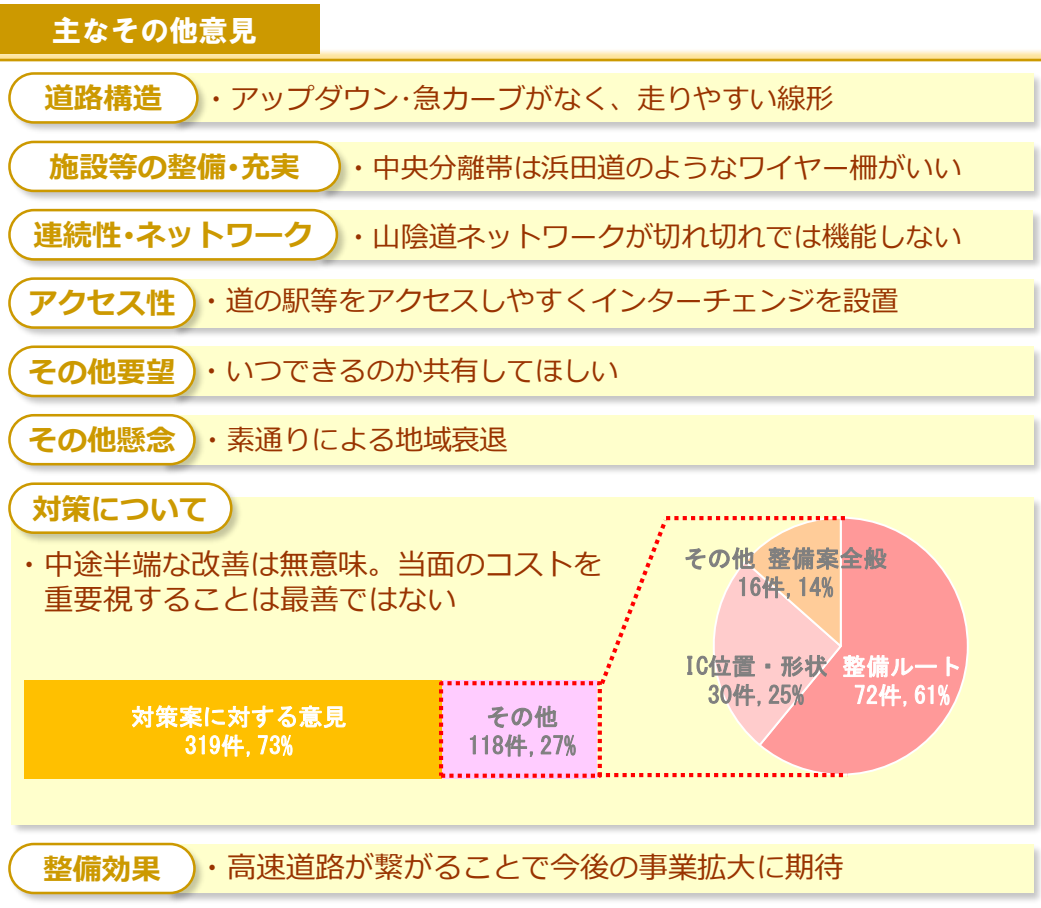 主なその他意見
道路構造
・アップダウン･急カーブがなく、走りやすい線形
施設等の整備･充実
・中央分離帯は浜田道のようなワイヤー柵がいい
連続性･ネットワーク
・山陰道ネットワークが切れ切れでは機能しない
アクセス性
・道の駅等をアクセスしやすくインターチェンジを設置
その他要望
・いつできるのか共有してほしい
その他懸念
・素通りによる地域衰退
対策について
・中途半端な改善は無意味。当面のコストを
重要視することは最善ではない
対策案に対する意見
319件, 73%
その他
118件, 27%
その他 整備案全般
16件, 14%
IC位置・形状
30件, 25%
整備ルート
72件, 61%
整備効果
・高速道路が繋がることで今後の事業拡大に期待